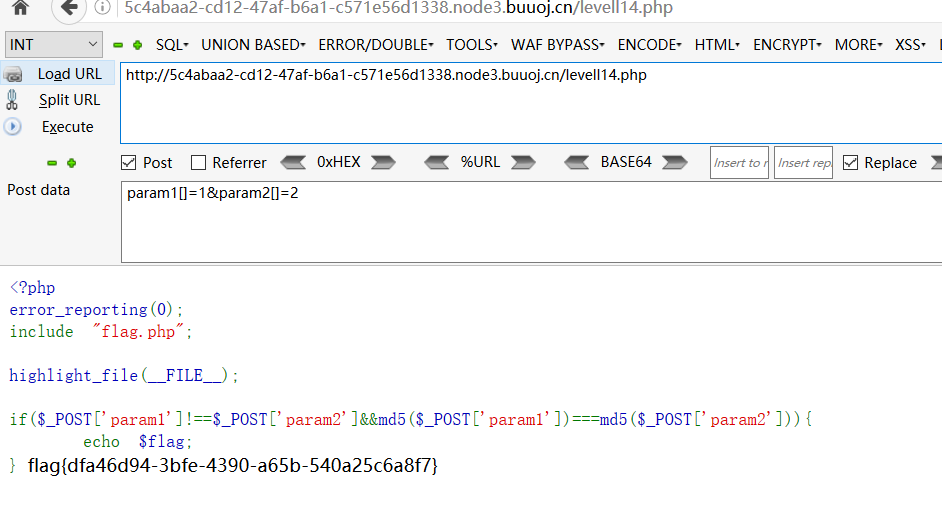 5c4abaa2-cd12-47af-b6a1-c571e56d1338.node3.buuoj.cn/levell14.php
INT SQL UNION BASED ERROR/DOUBLE TOOLS WAF BYPASS ENCODE HTML ENCRYPT MORE XSS
Load URL
http://5c4abaa2-cd12-47af-b6a1-c571e56d1338.node3.buuoj.cn/levell14.php
Split URL
Execute
Post Referrer 0xHEX %URL BASE64 Insert to r Insert rep Replace
Post data
param1[]=1&param2[]=2
<?php
error_reporting(0);
include "flag.php";
highlight_file(__FILE__);
if($_POST['param1']!==$_POST['param2']&&md5($_POST['param1'])===md5($_POST['param2'])){
echo $flag;
} flag{dfa46d94-3bfe-4390-a65b-540a25c6a8f7}